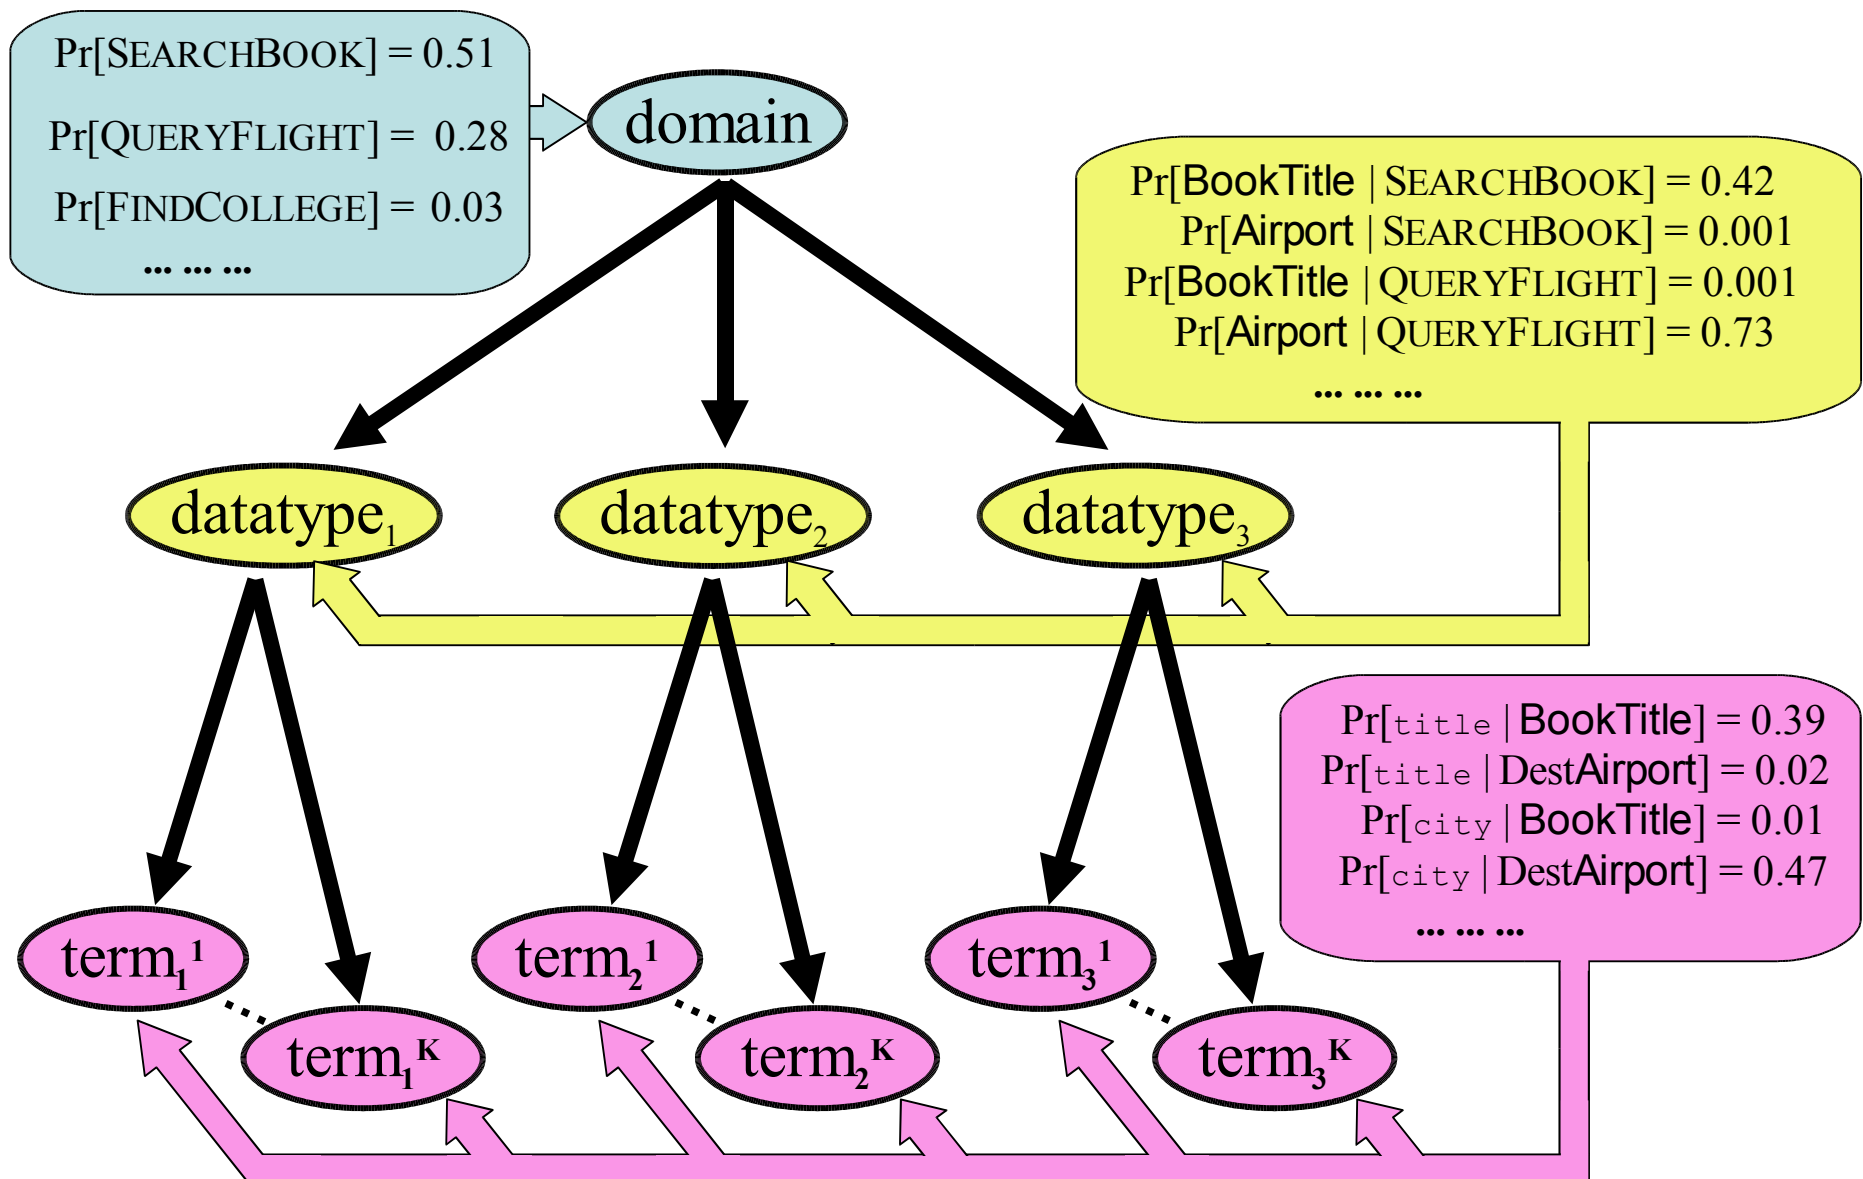 Pr[SEARCHBOOK] = 0.51
Pr[QUERYFLIGHT] = 0.28
Pr[FINDCOLLEGE] = 0.03
... ... ...
domain
Pr[BookTitle | SEARCHBOOK] = 0.42
Pr[Airport | SEARCHBOOK] = 0.001
Pr[BookTitle | QUERYFLIGHT] = 0.001
Pr[Airport | QUERYFLIGHT] = 0.73
... ... ...
datatype₁
datatype₂
datatype₃
Pr[title | BookTitle] = 0.39
Pr[title | DestAirport] = 0.02
Pr[city | BookTitle] = 0.01
Pr[city | DestAirport] = 0.47
... ... ...
term₁¹
term₂¹
term₃¹
term₁ᴷ
term₂ᴷ
term₃ᴷ